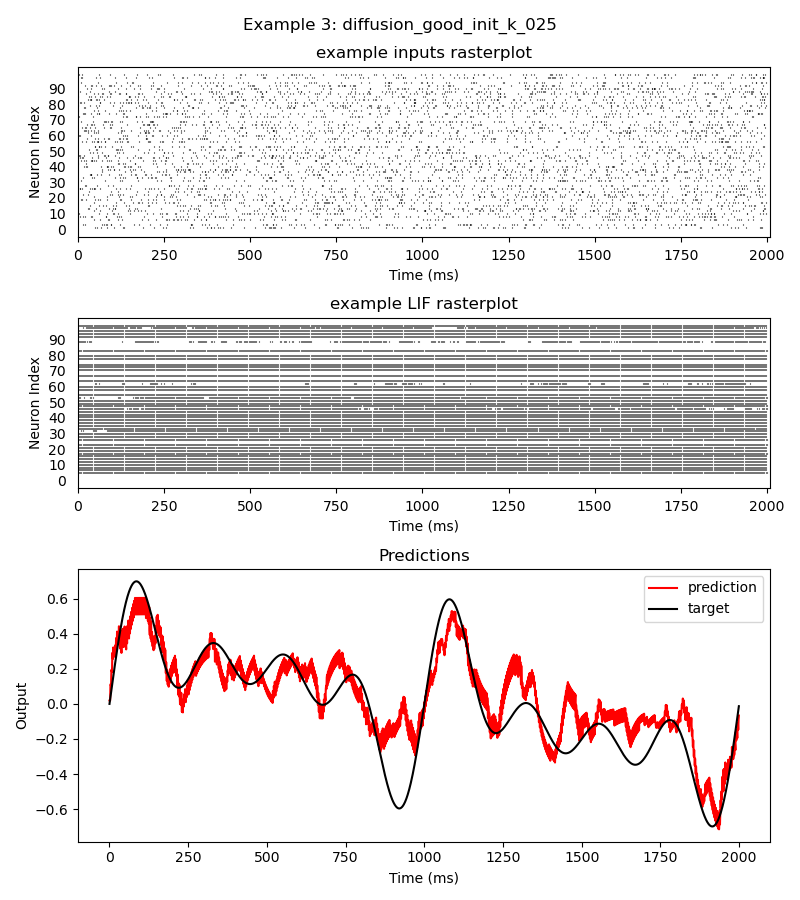 Example 3: diffusion_good_init_k_025
example inputs rasterplot
Neuron Index
90
80
70
60
50
40
30
20
10
0
0 250 500 750 1000 1250 1500 1750 2000
Time (ms)
example LIF rasterplot
Neuron Index
90
80
70
60
50
40
30
20
10
0
0 250 500 750 1000 1250 1500 1750 2000
Time (ms)
Predictions
prediction
target
Output
0.6
0.4
0.2
0.0
−0.2
−0.4
−0.6
0 250 500 750 1000 1250 1500 1750 2000
Time (ms)